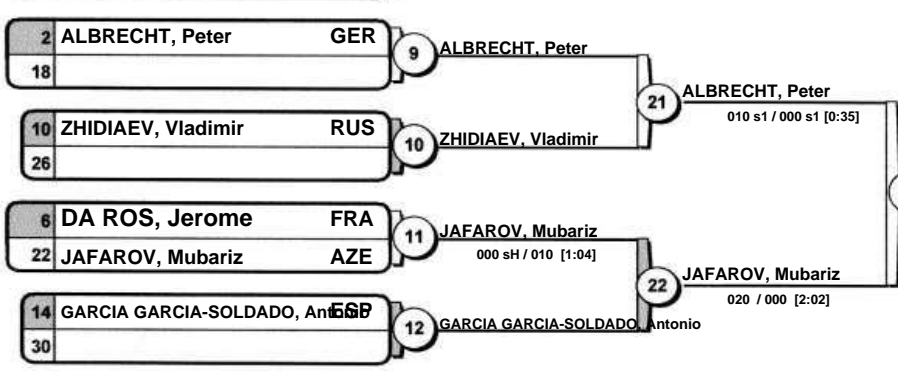 2 ALBRECHT, Peter GER
18
9
ALBRECHT, Peter
10 ZHIDIAEV, Vladimir RUS
26
10
ZHIDIAEV, Vladimir
21
ALBRECHT, Peter
010 s1 / 000 s1 [0:35]
6 DA ROS, Jerome FRA
22 JAFAROV, Mubariz AZE
11
JAFAROV, Mubariz
000 sH / 010 [1:04]
14 GARCIA GARCIA-SOLDADO, Antonio ESP
30
12
GARCIA GARCIA-SOLDADO, Antonio
22
JAFAROV, Mubariz
020 / 000 [2:02]